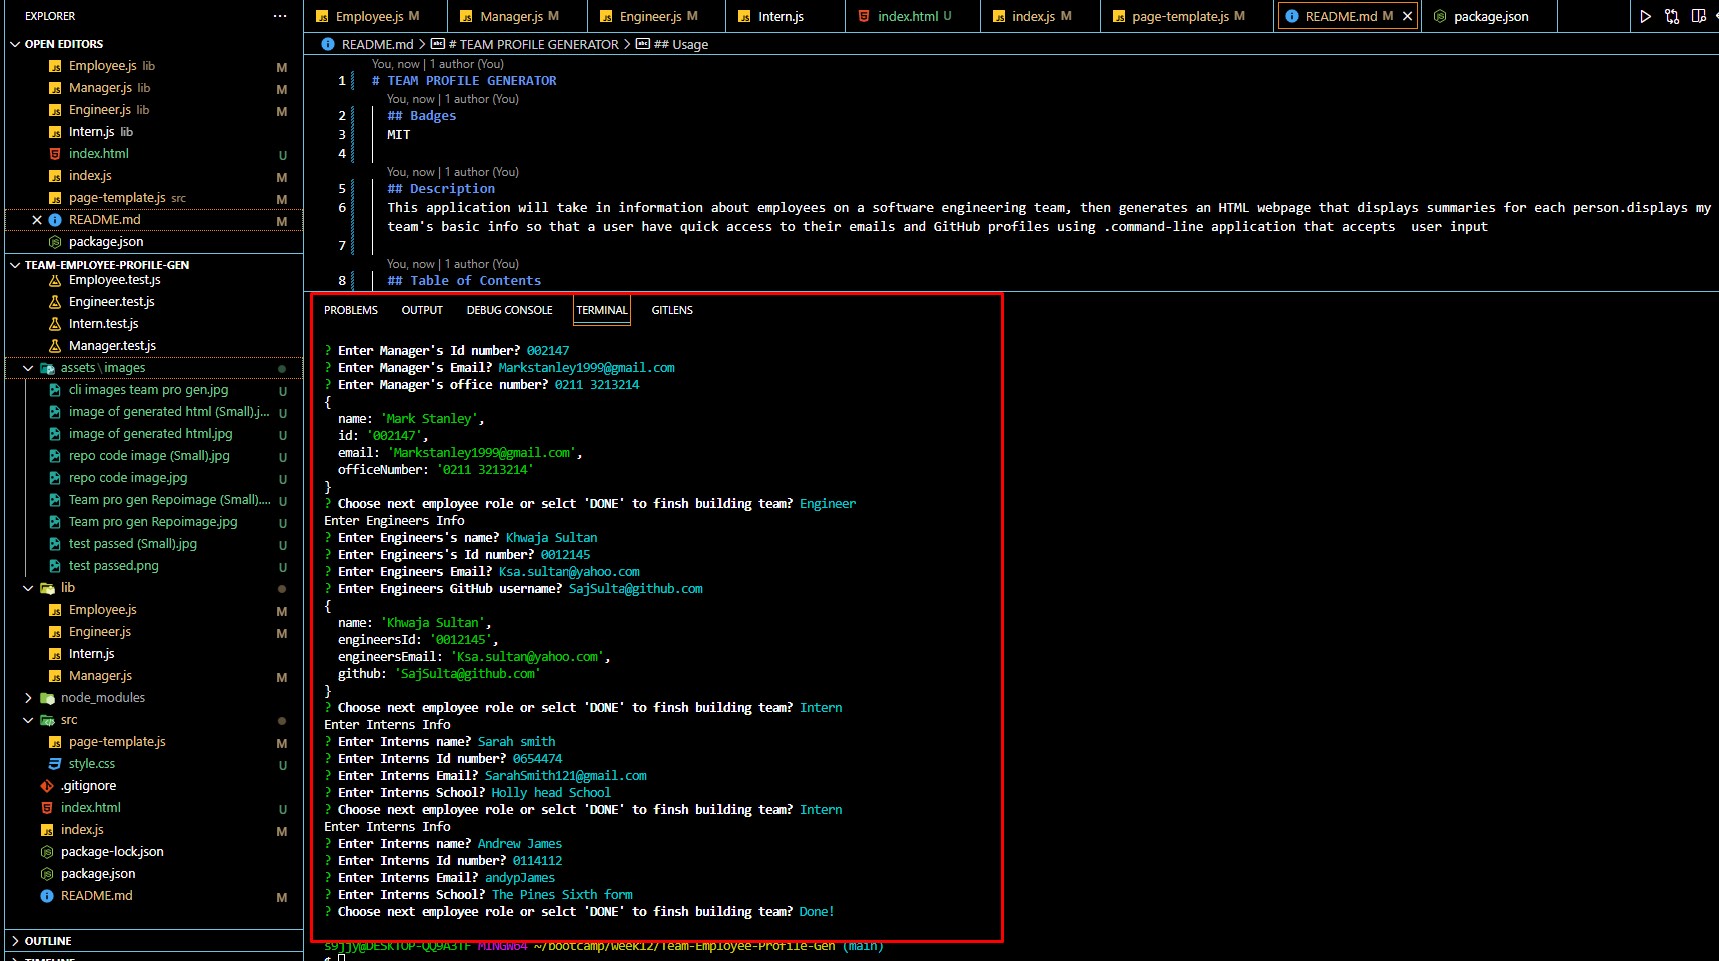 EXPLORER
OPEN EDITORS
Employee.js lib M
Manager.js lib M
Engineer.js lib M
Intern.js lib
index.html U
index.js M
page-template.js src M
README.md M
package.json
TEAM-EMPLOYEE-PROFILE-GEN
Employee.test.js
Engineer.test.js
Intern.test.js
Manager.test.js
assets\images
cli images team pro gen.jpg U
image of generated html (Small).j... U
image of generated html.jpg U
repo code image (Small).jpg U
repo code image.jpg U
Team pro gen Repoimage (Small).... U
Team pro gen Repoimage.jpg U
test passed (Small).jpg U
test passed.png U
lib
Employee.js M
Engineer.js M
Intern.js
Manager.js M
node_modules
src
page-template.js M
style.css U
.gitignore
index.html U
index.js M
package-lock.json
package.json
README.md M
OUTLINE
TIMELINE
Employee.js M Manager.js M Engineer.js M Intern.js index.html U index.js M page-template.js M README.md M package.json
README.md > # TEAM PROFILE GENERATOR > ## Usage
You, now | 1 author (You)
1 # TEAM PROFILE GENERATOR
You, now | 1 author (You)
2 ## Badges
3 MIT
4
You, now | 1 author (You)
5 ## Description
6 This application will take in information about employees on a software engineering team, then generates an HTML webpage that displays summaries for each person.displays my
team's basic info so that a user have quick access to their emails and GitHub profiles using .command-line application that accepts  user input
7
You, now | 1 author (You)
8 ## Table of Contents
PROBLEMS OUTPUT DEBUG CONSOLE TERMINAL GITLENS
? Enter Manager's Id number? 002147
? Enter Manager's Email? Markstanley1999@gmail.com
? Enter Manager's office number? 0211 3213214
{
name: 'Mark Stanley',
id: '002147',
email: 'Markstanley1999@gmail.com',
officeNumber: '0211 3213214'
}
? Choose next employee role or selct 'DONE' to finsh building team? Engineer
Enter Engineers Info
? Enter Engineers's name? Khwaja Sultan
? Enter Engineers's Id number? 0012145
? Enter Engineers Email? Ksa.sultan@yahoo.com
? Enter Engineers GitHub username? SajSulta@github.com
{
name: 'Khwaja Sultan',
engineersId: '0012145',
engineersEmail: 'Ksa.sultan@yahoo.com',
github: 'SajSulta@github.com'
}
? Choose next employee role or selct 'DONE' to finsh building team? Intern
Enter Interns Info
? Enter Interns name? Sarah smith
? Enter Interns Id number? 0654474
? Enter Interns Email? SarahSmith121@gmail.com
? Enter Interns School? Holly head School
? Choose next employee role or selct 'DONE' to finsh building team? Intern
Enter Interns Info
? Enter Interns name? Andrew James
? Enter Interns Id number? 0114112
? Enter Interns Email? andypJames
? Enter Interns School? The Pines Sixth form
? Choose next employee role or selct 'DONE' to finsh building team? Done!
s9jjy@DESKTOP-QQ9A3TF MINGW64 ~/bootcamp/week12/Team-Employee-Profile-Gen (main)
$